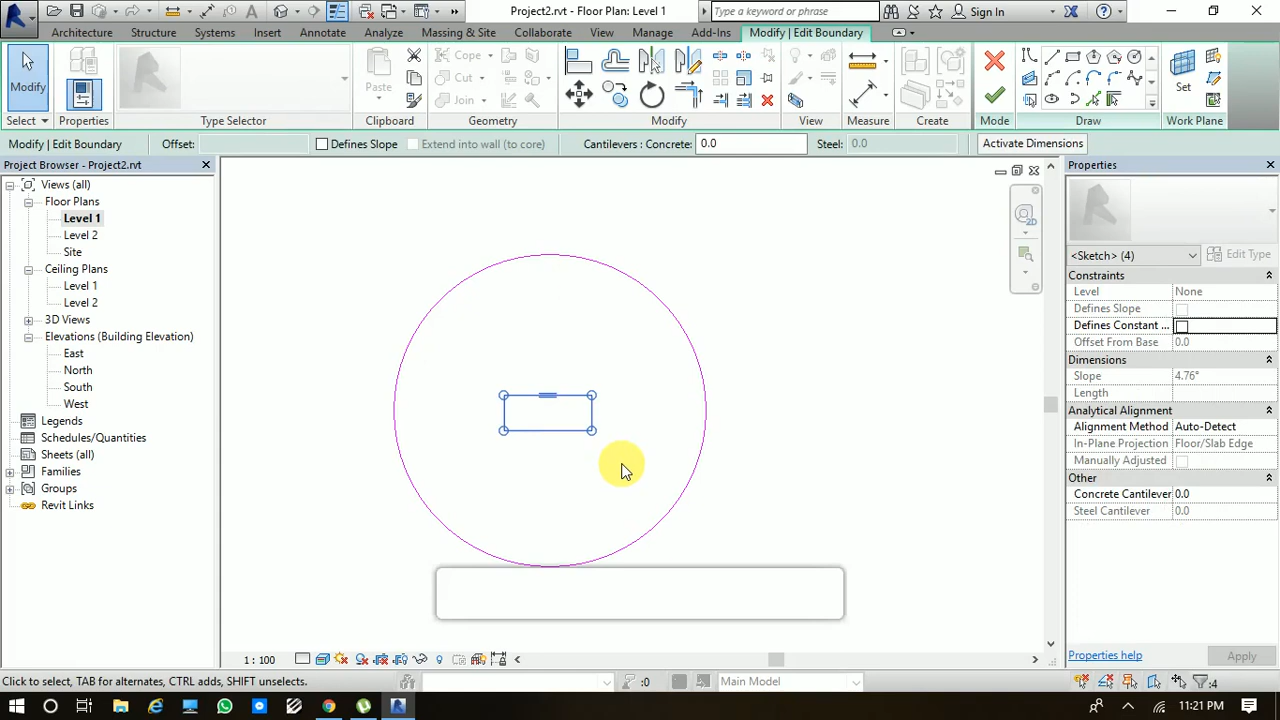 Project2.rvt - Floor Plan: Level 1
Type a keyword or phrase
Sign In
Architecture
Structure
Systems
Insert
Annotate
Analyze
Massing & Site
Collaborate
View
Manage
Add-Ins
Modify | Edit Boundary
Modify
Paste
Cope
Cut
Join
Set
Select
Properties
Type Selector
Clipboard
Geometry
Modify
View
Measure
Create
Mode
Draw
Work Plane
Modify | Edit Boundary
Offset:
Defines Slope
Extend into wall (to core)
Cantilevers : Concrete:
0.0
Steel:
0.0
Activate Dimensions
Project Browser - Project2.rvt
Views (all)
Floor Plans
Level 1
Level 2
Site
Ceiling Plans
Level 1
Level 2
3D Views
Elevations (Building Elevation)
East
North
South
West
Legends
Schedules/Quantities
Sheets (all)
Families
Groups
Revit Links
2D
Properties
<Sketch> (4)
Edit Type
Constraints
Level
None
Defines Slope
Defines Constant ...
Offset From Base
0.0
Dimensions
Slope
4.76°
Length
Analytical Alignment
Alignment Method
Auto-Detect
In-Plane Projection
Floor/Slab Edge
Manually Adjusted
Other
Concrete Cantilever
0.0
Steel Cantilever
0.0
Properties help
Apply
1 : 100
Click to select, TAB for alternates, CTRL adds, SHIFT unselects.
:0
Main Model
:4
11:21 PM